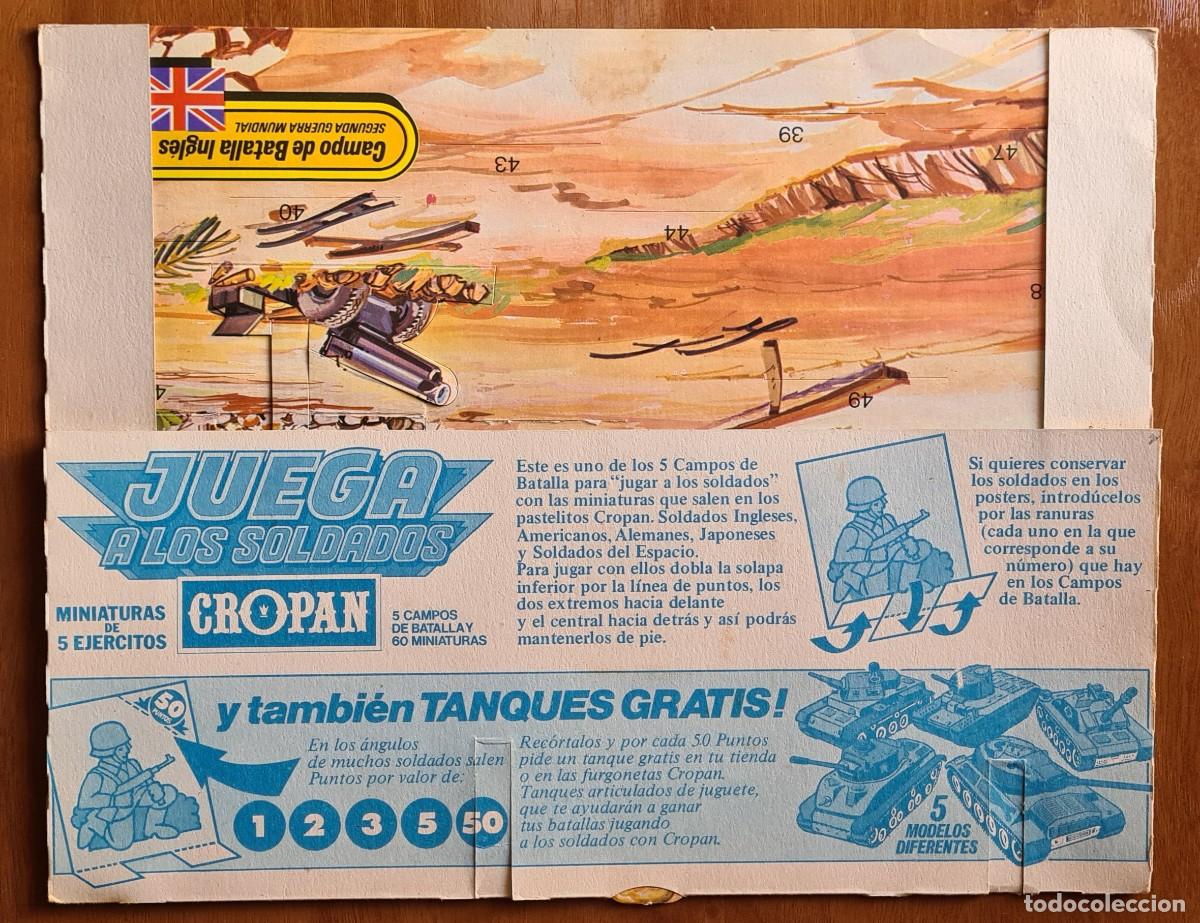 Campo de Batalla Inglés
SEGUNDA GUERRA MUNDIAL
39
43
47
40
44
8
49
4
JUEGA
A LOS SOLDADOS
MINIATURAS
DE
5 EJERCITOS
CROPAN
5 CAMPOS
DE BATALLA Y
60 MINIATURAS
Este es uno de los 5 Campos de
Batalla para "jugar a los soldados"
con las miniaturas que salen en los
pastelitos Cropan. Soldados Ingleses,
Americanos, Alemanes, Japoneses
y Soldados del Espacio.
Para jugar con ellos dobla la solapa
inferior por la línea de puntos, los
dos extremos hacia delante
y el central hacia detrás y así podrás
mantenerlos de pie.
Si quieres conservar
los soldados en los
posters, introdúcelos
por las ranuras
(cada uno en la que
corresponde a su
número) que hay
en los Campos
de Batalla.
50
PUNTOS
y también TANQUES GRATIS!
En los ángulos
de muchos soldados salen
Puntos por valor de:
1 2 3 5 50
Recórtalos y por cada 50 Puntos
pide un tanque gratis en tu tienda
o en las furgonetas Cropan.
Tanques articulados de juguete,
que te ayudarán a ganar
tus batallas jugando
a los soldados con Cropan.
5
MODELOS
DIFERENTES
todocoleccion